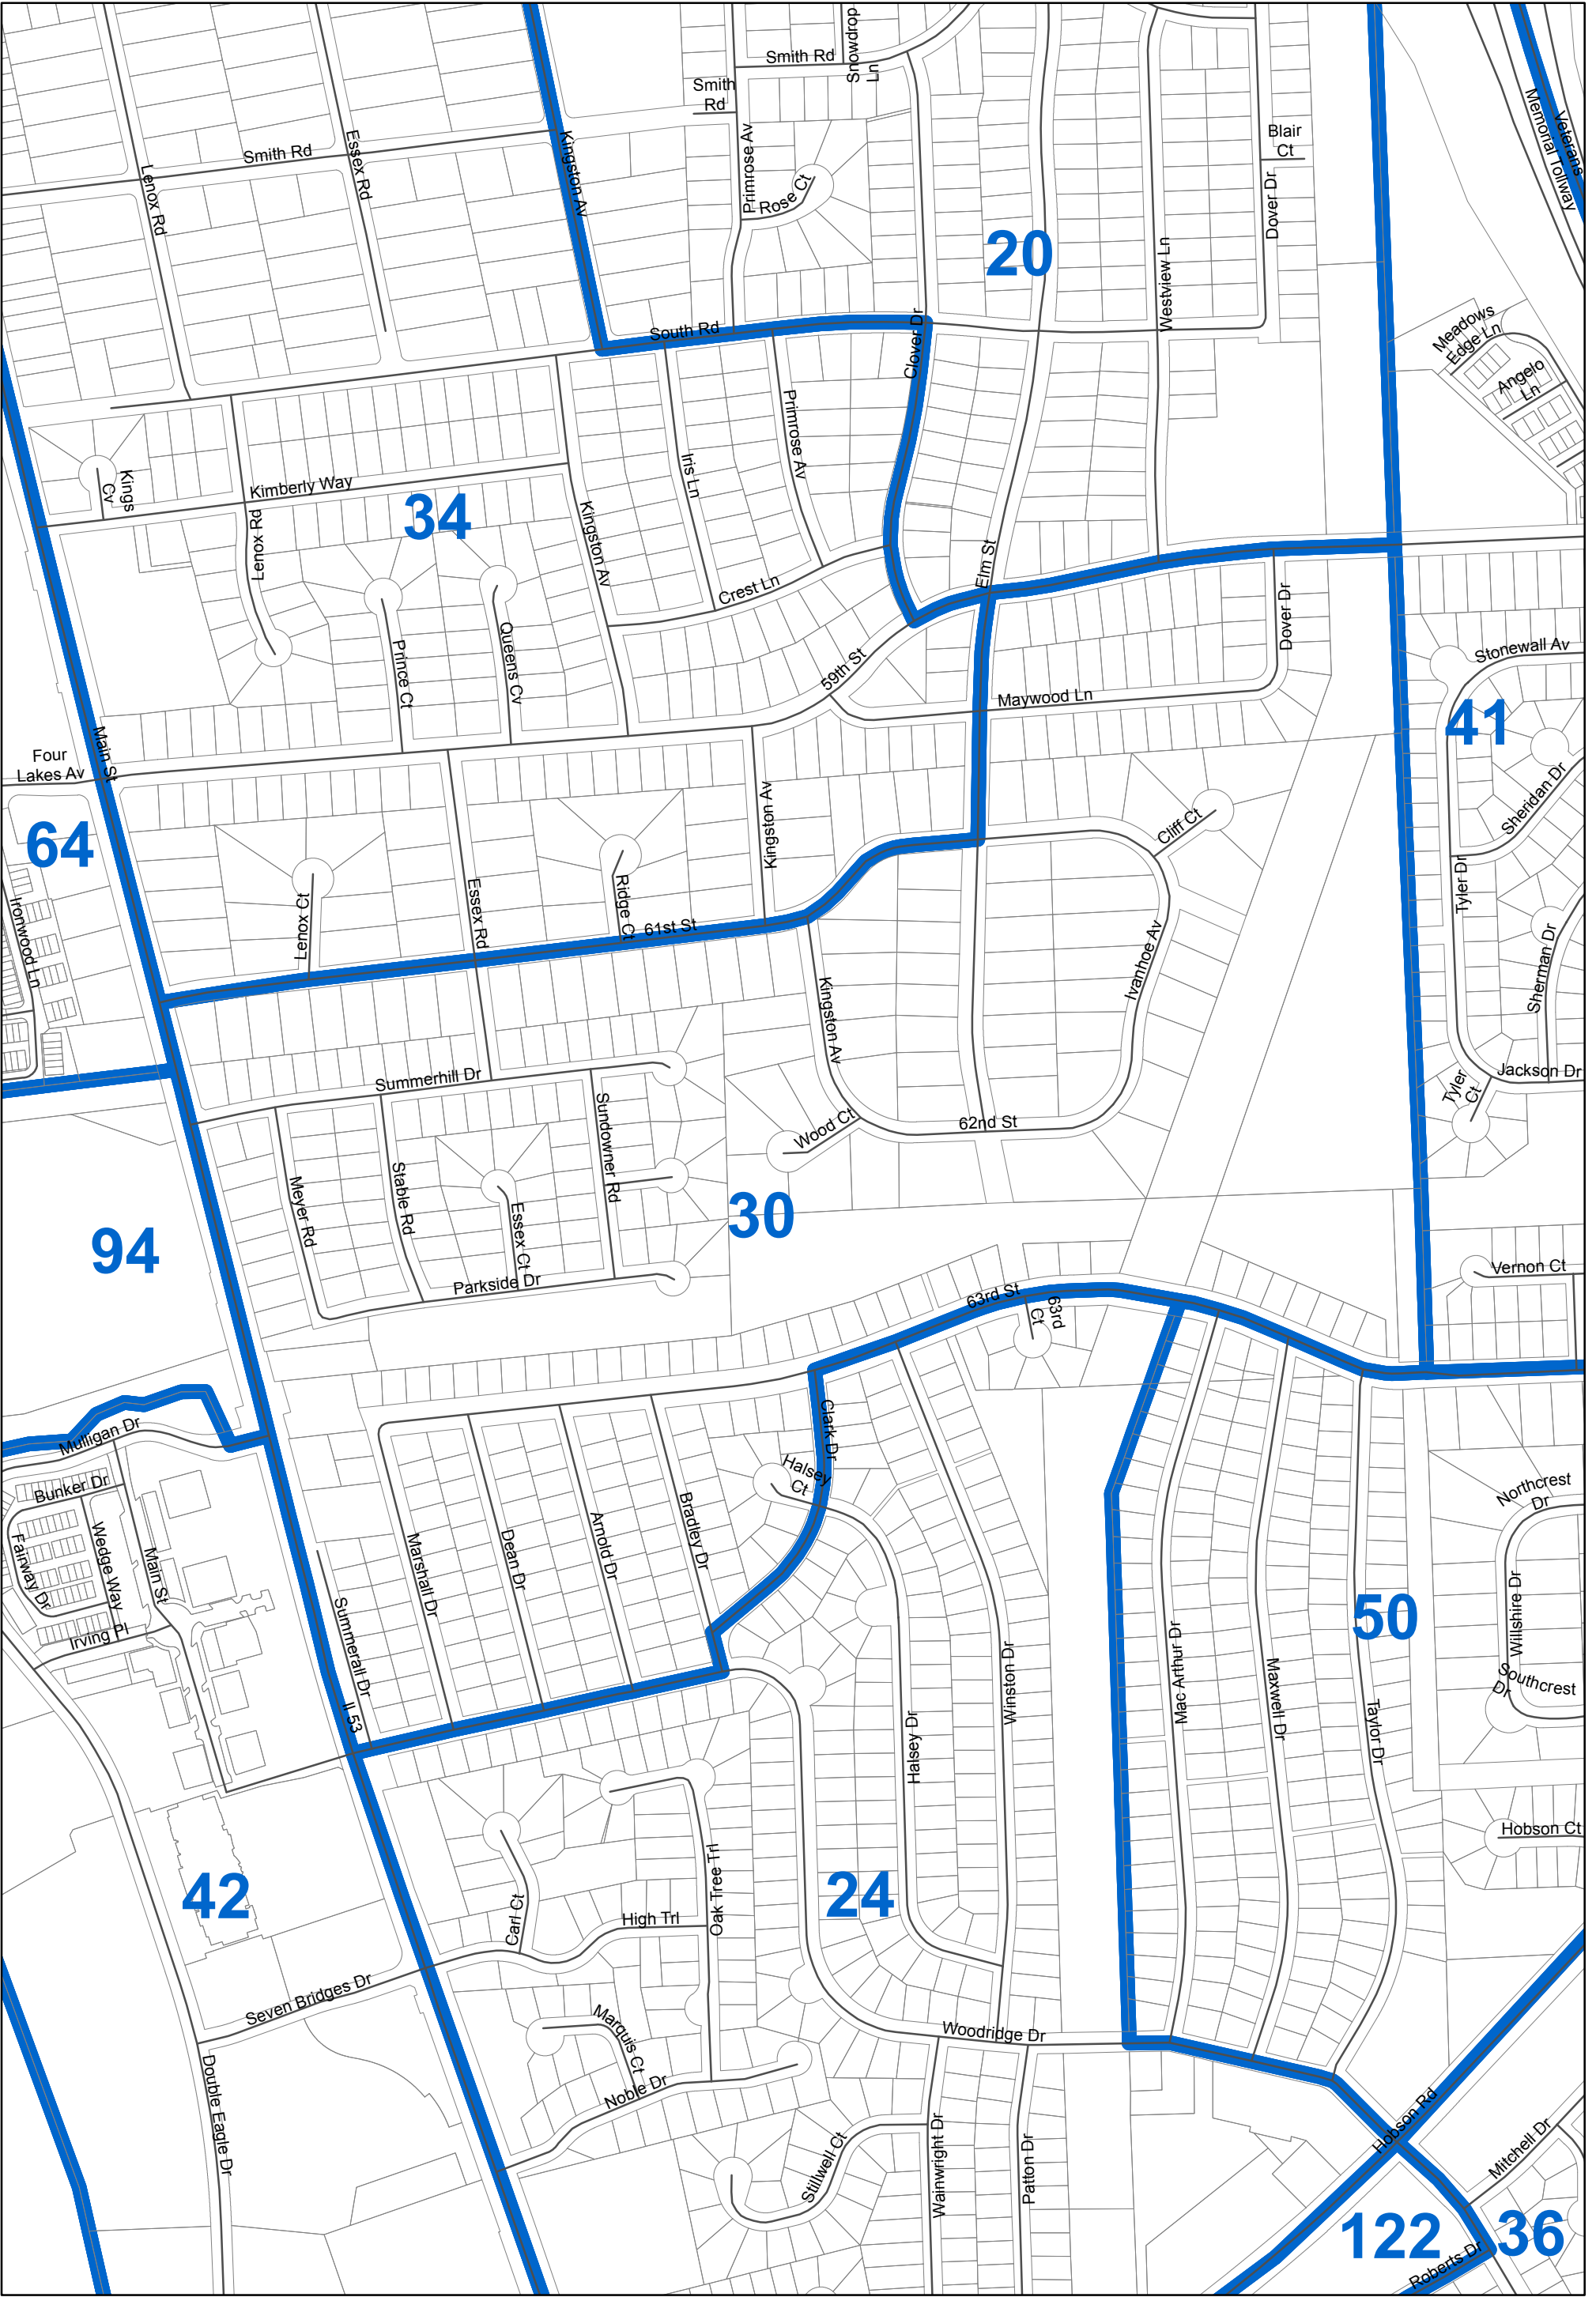 Smith Rd
Snowdrop
Ln
Smith
Rd
Primrose Av
Rose Ct
Blair
Ct
Dover Dr
Veterans
Memorial Tollway
Lenox Rd
Smith Rd
Essex Rd
Kingston Av
20
Westview Ln
South Rd
Clover Dr
Meadows
Edge Ln
Angelo
Ln
Kings
Cv
Kimberly Way
34
Lenox Rd
Iris Ln
Primrose Av
Kingston Av
Crest Ln
Elm St
Prince Ct
Queens Cv
59th St
Maywood Ln
Dover Dr
Stonewall Av
41
Sheridan Dr
Four
Lakes Av
Main St
64
Ironwood Ln
Lenox Ct
Essex Rd
Ridge Ct
61st St
Kingston Av
Cliff Ct
Tyler Dr
Sherman Dr
Ivanhoe Av
Kingston Av
Summerhill Dr
Sundowner Rd
Wood Ct
62nd St
Tyler
Ct
Jackson Dr
Meyer Rd
Stable Rd
Essex Ct
30
94
Parkside Dr
Vernon Ct
63rd St
63rd
Ct
Mulligan Dr
Bunker Dr
Fairway Dr
Wedge Way
Main St
Irving Pl
Clark Dr
Halsey
Ct
Marshall Dr
Dean Dr
Arnold Dr
Bradley Dr
Summerall Dr
Il 53
Northcrest
Dr
Willshire Dr
50
Southcrest
Dr
Halsey Dr
Winston Dr
Mac Arthur Dr
Maxwell Dr
Taylor Dr
Hobson Ct
42
Carl Ct
High Trl
Oak Tree Trl
24
Seven Bridges Dr
Marquis Ct
Noble Dr
Woodridge Dr
Double Eagle Dr
Stillwell Ct
Wainwright Dr
Patton Dr
Hobson Rd
Mitchell Dr
122
36
Roberts Dr